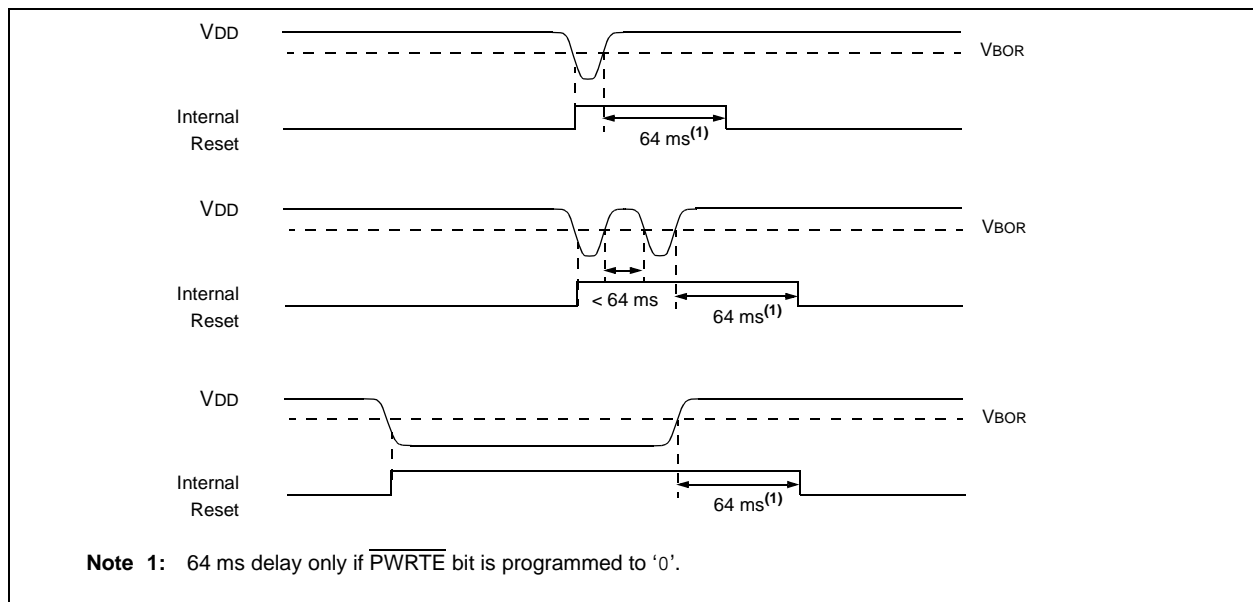 VDD
VBOR
Internal
Reset
64 ms(1)
VDD
VBOR
Internal
Reset
< 64 ms
64 ms(1)
VDD
VBOR
Internal
Reset
64 ms(1)
Note 1: 64 ms delay only if PWRTE bit is programmed to ‘0’.